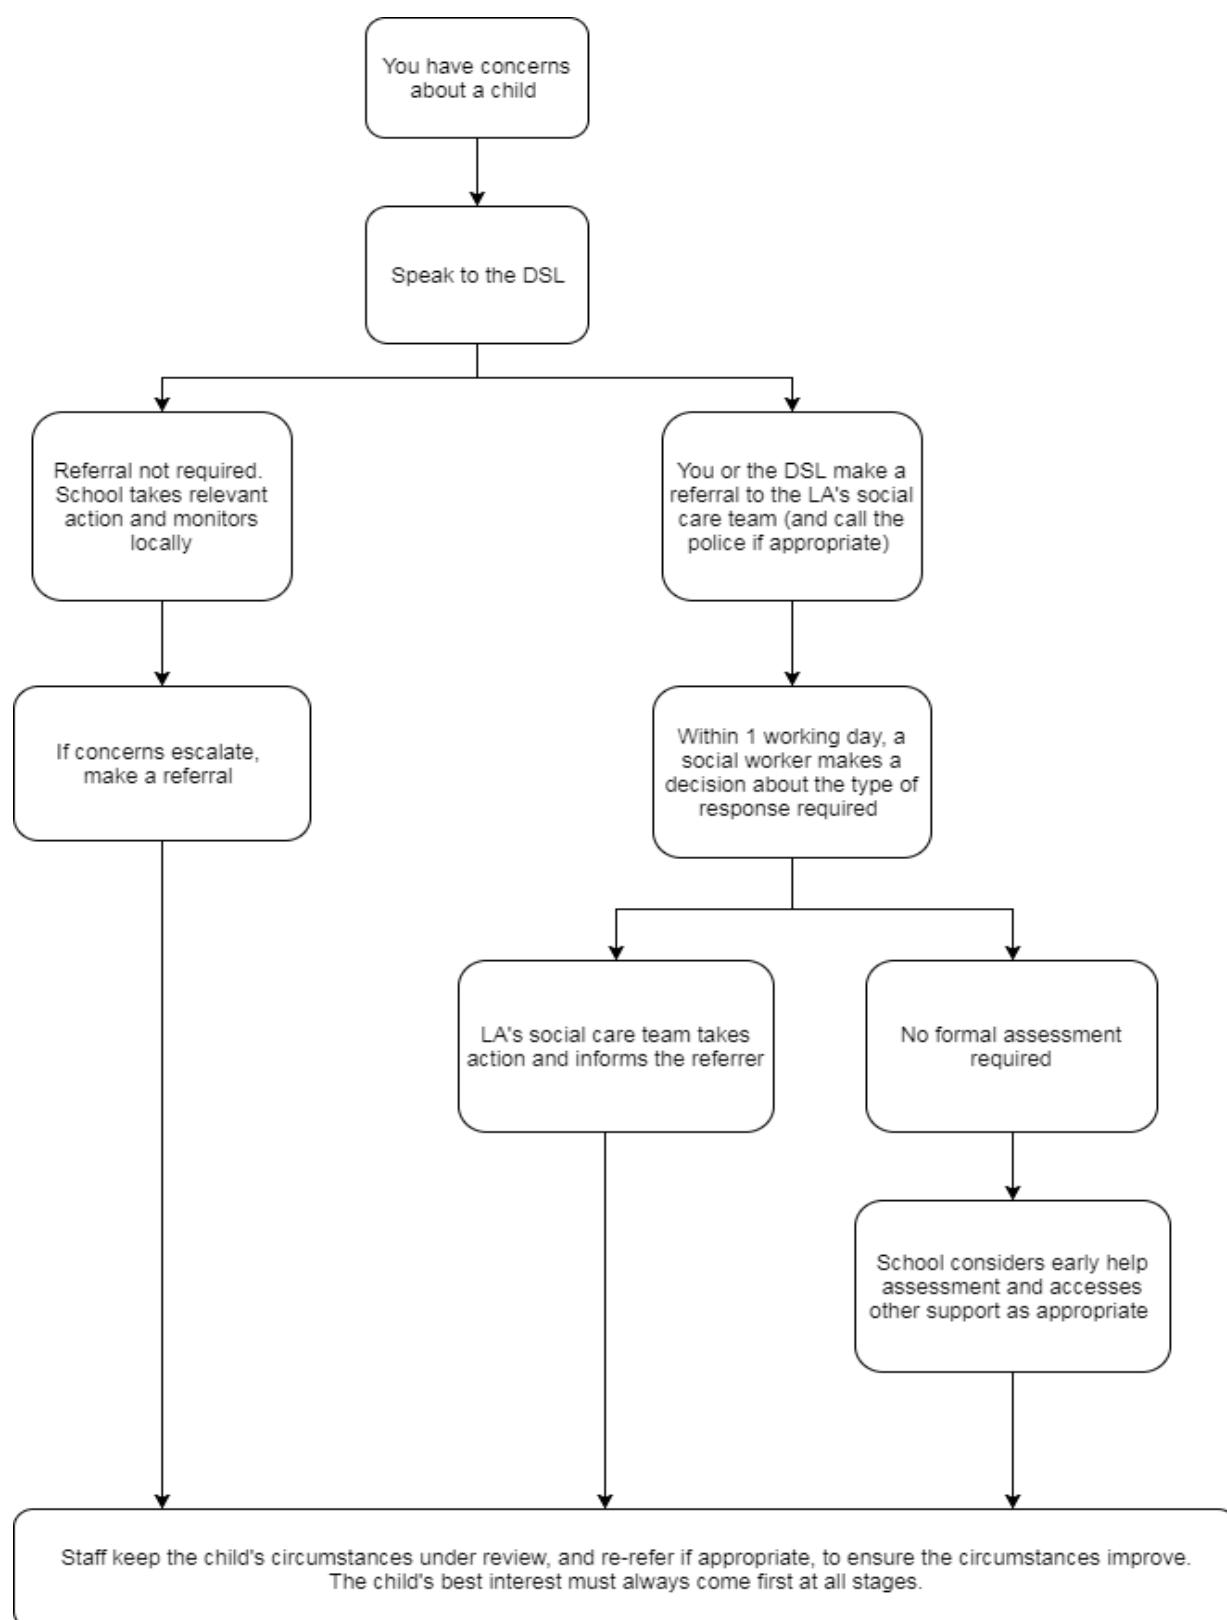 You have concerns
about a child
Speak to the DSL
Referral not required.
School takes relevant
action and monitors
locally
You or the DSL make a
referral to the LA's social
care team (and call the
police if appropriate)
If concerns escalate,
make a referral
Within 1 working day, a
social worker makes a
decision about the type of
response required
LA's social care team takes
action and informs the referrer
No formal assessment
required
School considers early help
assessment and accesses
other support as appropriate
Staff keep the child's circumstances under review, and re-refer if appropriate, to ensure the circumstances improve.
The child's best interest must always come first at all stages.